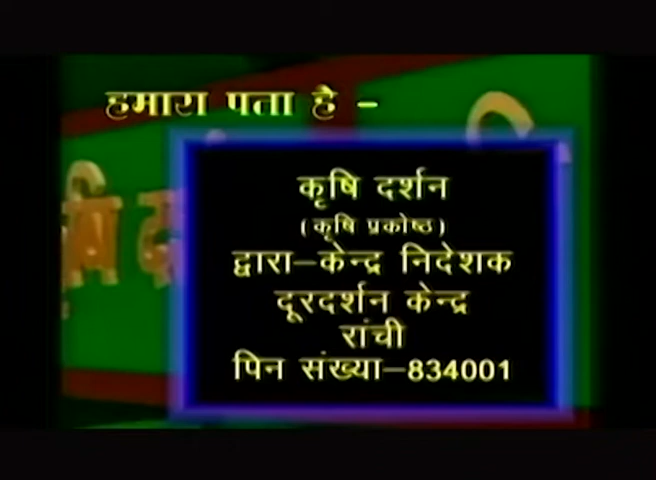 हमारा पता है -
कृषि दर्शन
(कृषि प्रकोष्ठ)
द्वारा–केन्द्र निदेशक
दूरदर्शन केन्द्र
रांची
पिन संख्या–834001